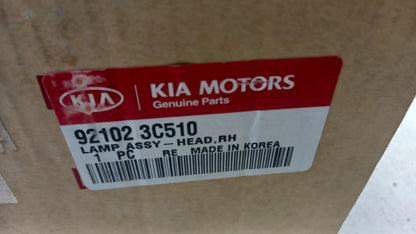 KIA KIA MOTORS
Genuine Parts
92102 3C510
LAMP ASSY-HEAD,RH
1 PC RE MADE IN KOREA